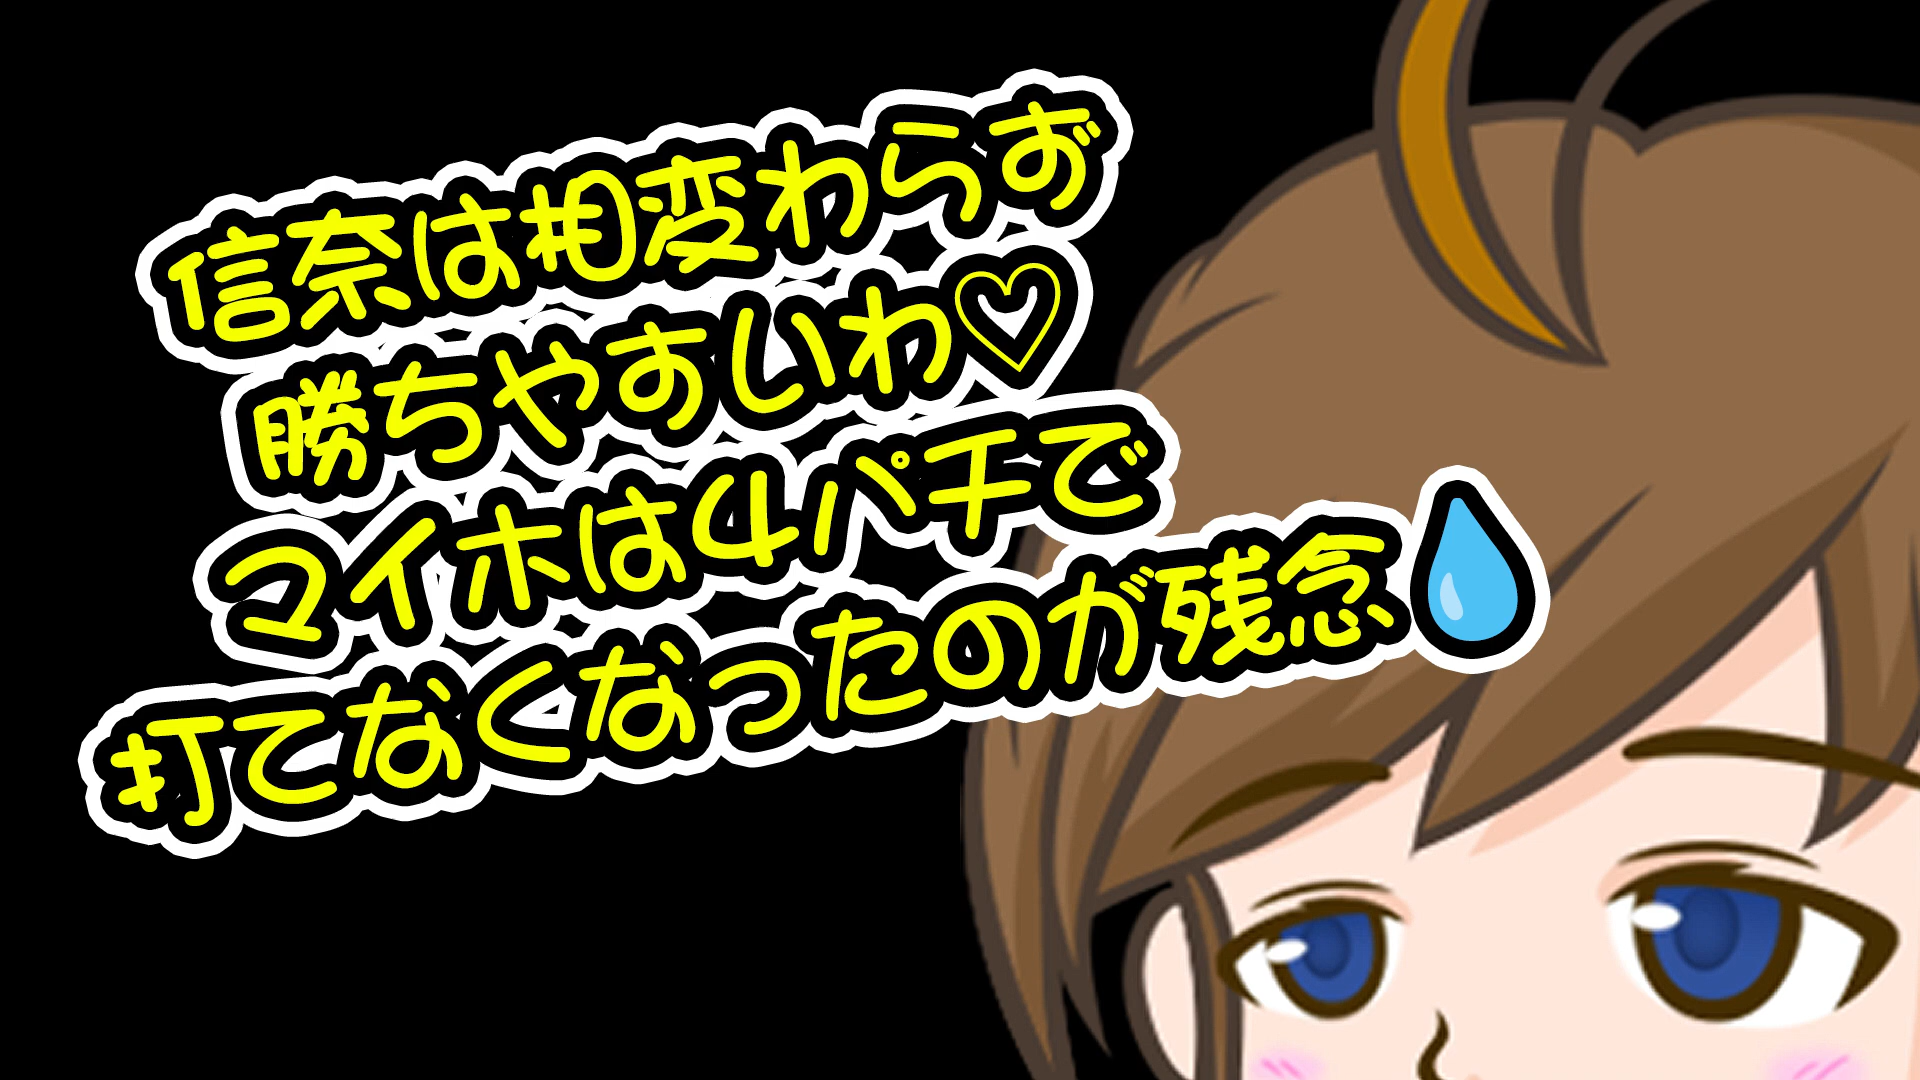 信奈は相変わらず
勝ちやすいわ♡
マイホは4パチで
打てなくなったのが残念💧